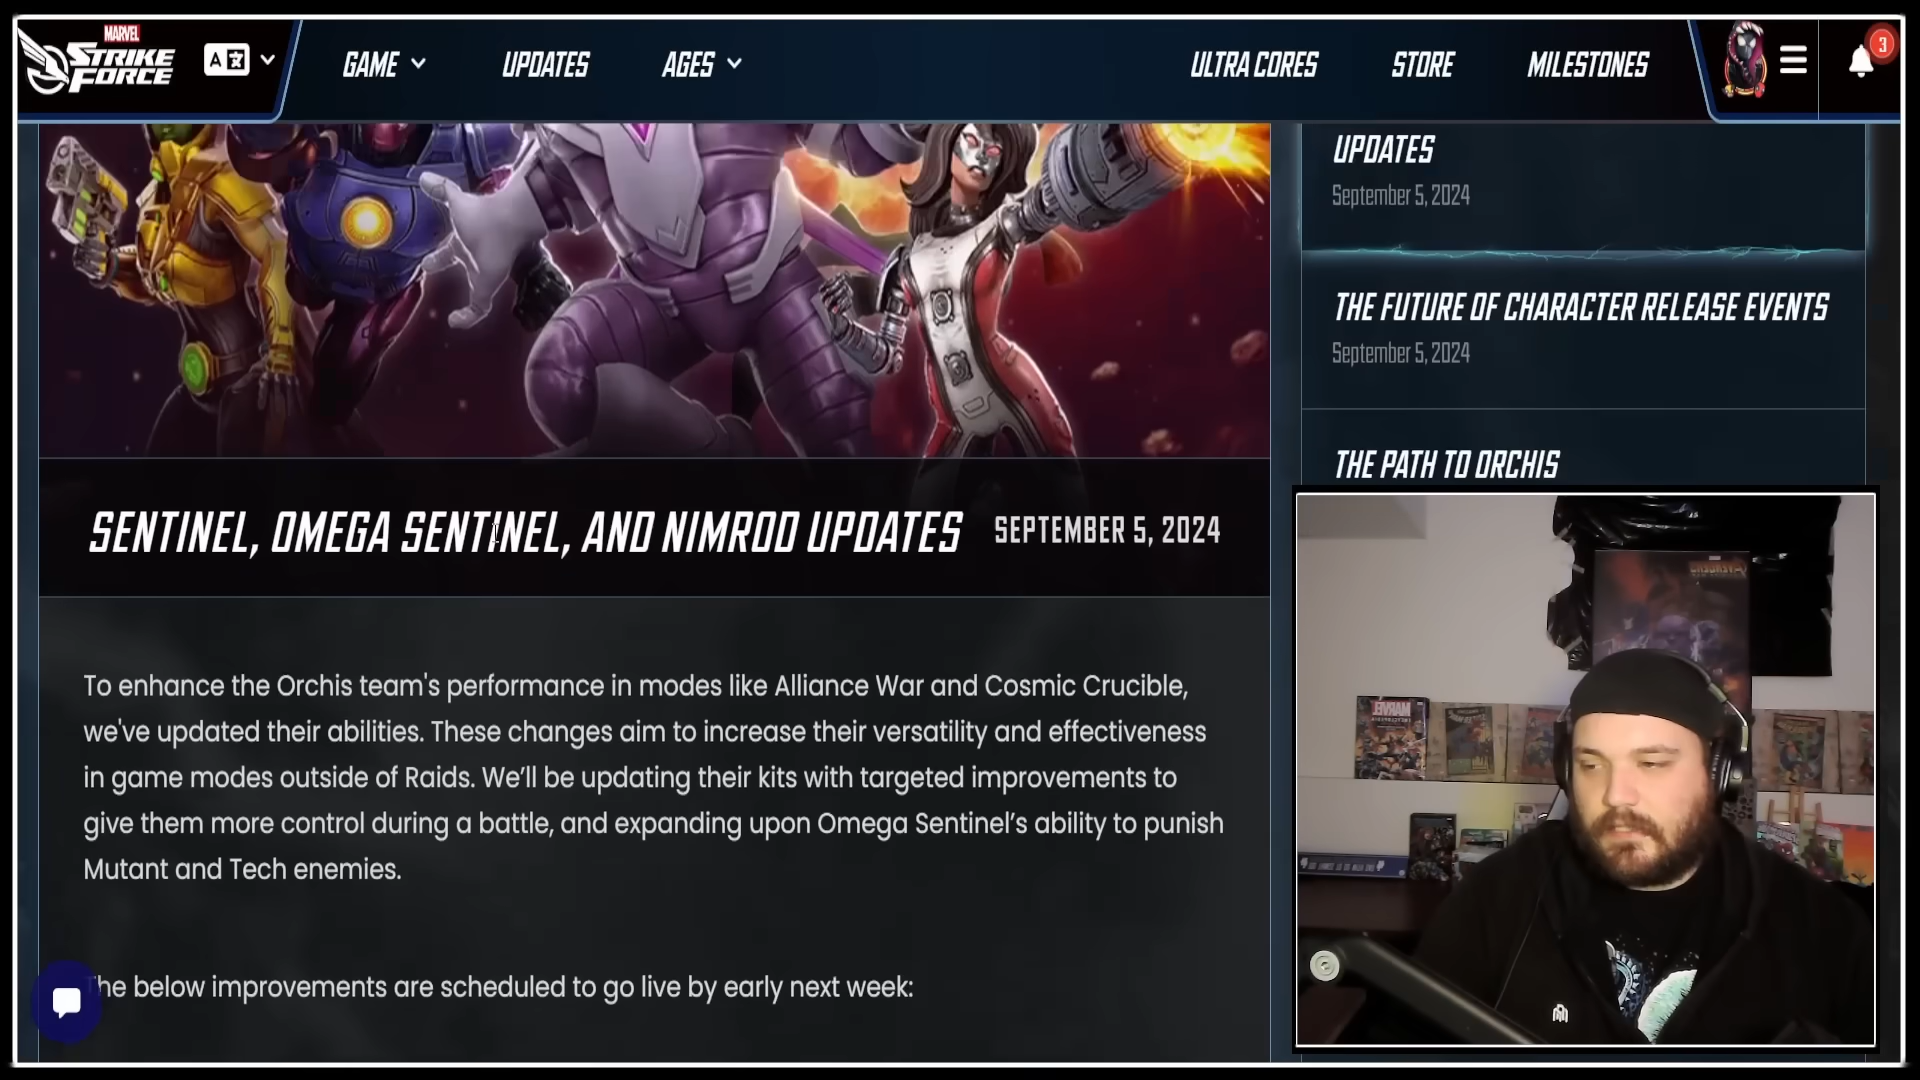 MARVEL
STRIKE
FORCE
A
GAME
UPDATES
AGES
ULTRA CORES
STORE
MILESTONES
3
UPDATES
September 5, 2024
THE FUTURE OF CHARACTER RELEASE EVENTS
September 5, 2024
THE PATH TO ORCHIS
SENTINEL, OMEGA SENTINEL, AND NIMROD UPDATES
SEPTEMBER 5, 2024
To enhance the Orchis team's performance in modes like Alliance War and Cosmic Crucible,
we've updated their abilities. These changes aim to increase their versatility and effectiveness
in game modes outside of Raids. We’ll be updating their kits with targeted improvements to
give them more control during a battle, and expanding upon Omega Sentinel’s ability to punish
Mutant and Tech enemies.
The below improvements are scheduled to go live by early next week:
AVENGERS
MARVEL